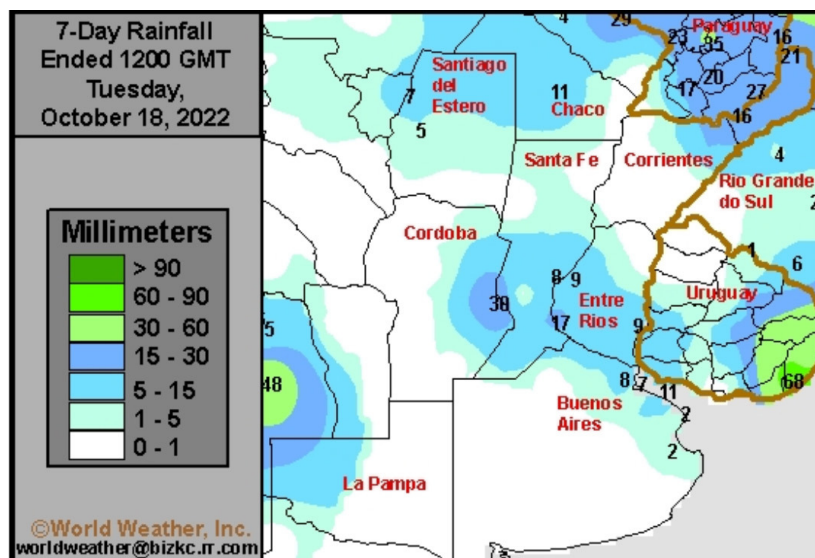 7-Day Rainfall
Ended 1200 GMT
Tuesday,
October 18, 2022
Millimeters
> 90
60 - 90
30 - 60
15 - 30
5 - 15
1 - 5
0 - 1
©World Weather, Inc.
worldweather@bizkc.rr.com
4
29
Paraguay
23
35
16
21
Santiago
del
Estero
7
11
Chaco
17
20
27
5
16
Santa Fe
Corrientes
4
Rio Grande
do Sul
2
Cordoba
1
6
8
9
Uruguay
30
Entre
Rios
17
9
5
48
8
7
11
68
Buenos
Aires
2
2
La Pampa